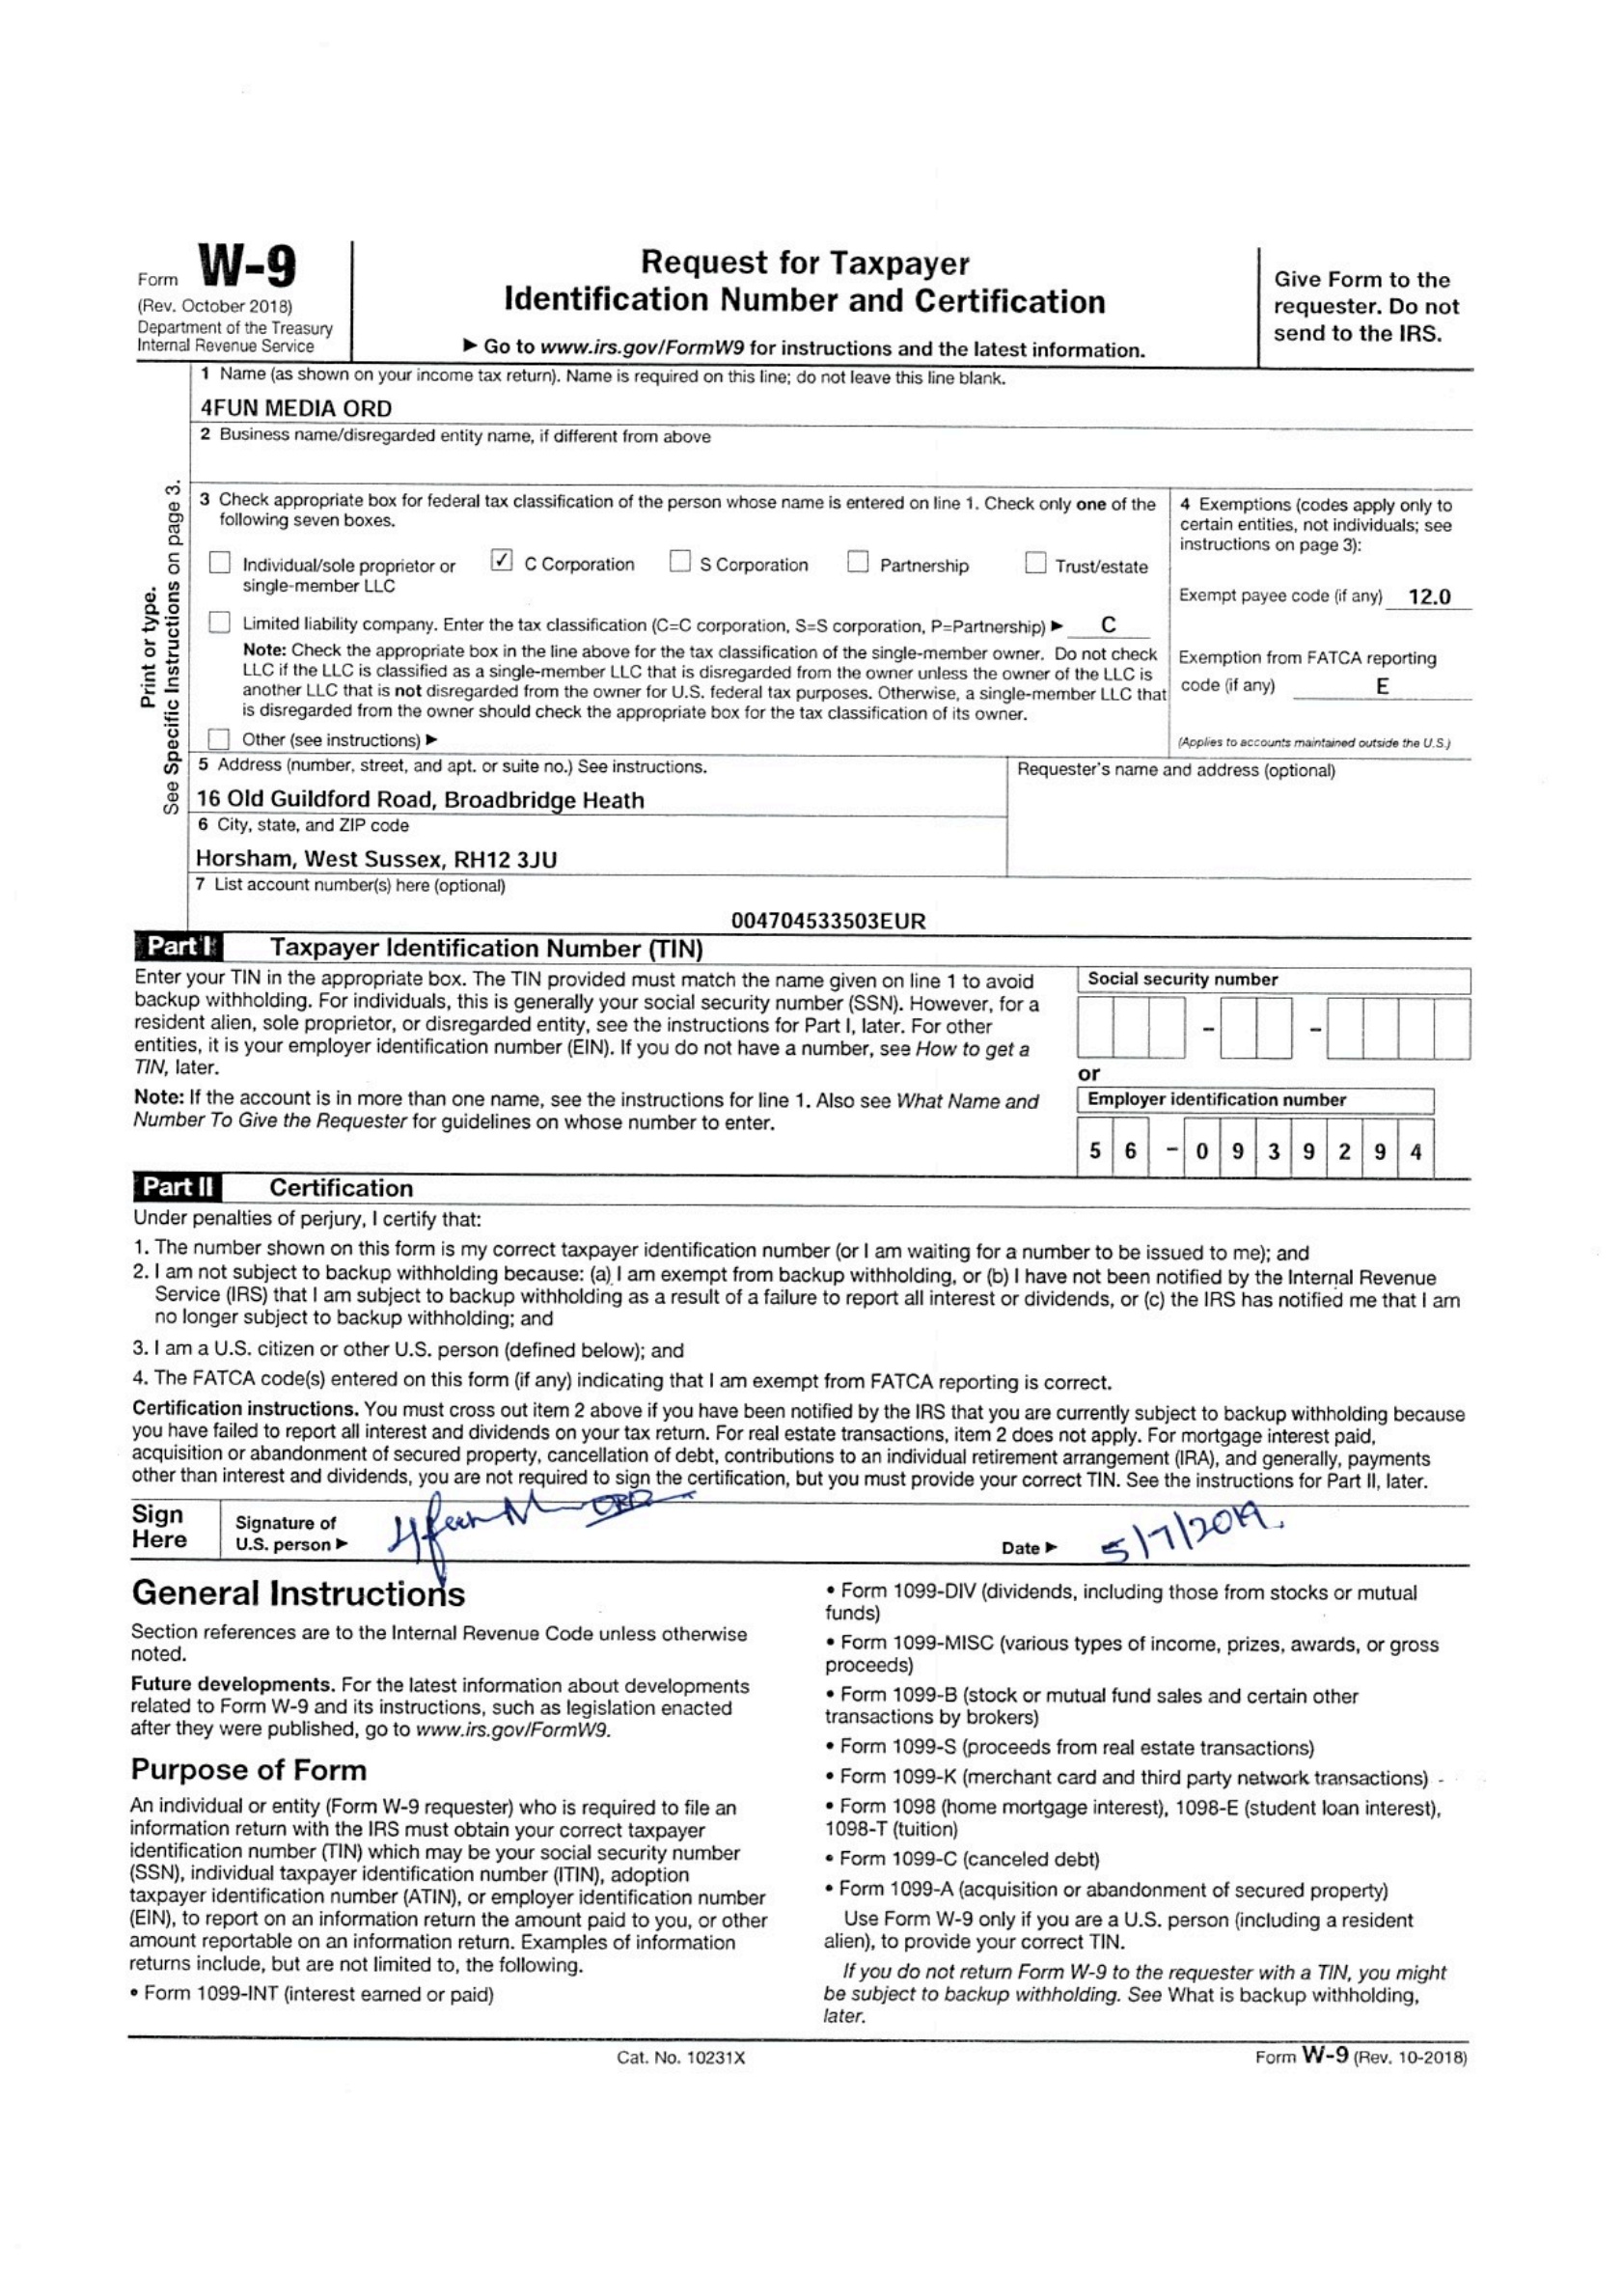 Form W-9
(Rev. October 2018)
Department of the Treasury
Internal Revenue Service
Request for Taxpayer
Identification Number and Certification
▶ Go to www.irs.gov/FormW9 for instructions and the latest information.
Give Form to the
requester. Do not
send to the IRS.
Print or type.
See Specific Instructions on page 3.
1 Name (as shown on your income tax return). Name is required on this line; do not leave this line blank.
4FUN MEDIA ORD
2 Business name/disregarded entity name, if different from above
3 Check appropriate box for federal tax classification of the person whose name is entered on line 1. Check only one of the
following seven boxes.
☐ Individual/sole proprietor or
single-member LLC
☑ C Corporation
☐ S Corporation
☐ Partnership
☐ Trust/estate
☐ Limited liability company. Enter the tax classification (C=C corporation, S=S corporation, P=Partnership) ▶ C
Note: Check the appropriate box in the line above for the tax classification of the single-member owner. Do not check
LLC if the LLC is classified as a single-member LLC that is disregarded from the owner unless the owner of the LLC is
another LLC that is not disregarded from the owner for U.S. federal tax purposes. Otherwise, a single-member LLC that
is disregarded from the owner should check the appropriate box for the tax classification of its owner.
☐ Other (see instructions) ▶
4 Exemptions (codes apply only to
certain entities, not individuals; see
instructions on page 3):
Exempt payee code (if any) 12.0
Exemption from FATCA reporting
code (if any) E
(Applies to accounts maintained outside the U.S.)
5 Address (number, street, and apt. or suite no.) See instructions.
16 Old Guildford Road, Broadbridge Heath
6 City, state, and ZIP code
Horsham, West Sussex, RH12 3JU
Requester's name and address (optional)
7 List account number(s) here (optional)
004704533503EUR
Part I Taxpayer Identification Number (TIN)
Enter your TIN in the appropriate box. The TIN provided must match the name given on line 1 to avoid
backup withholding. For individuals, this is generally your social security number (SSN). However, for a
resident alien, sole proprietor, or disregarded entity, see the instructions for Part I, later. For other
entities, it is your employer identification number (EIN). If you do not have a number, see How to get a
TIN, later.
Note: If the account is in more than one name, see the instructions for line 1. Also see What Name and
Number To Give the Requester for guidelines on whose number to enter.
Social security number
- -
or
Employer identification number
5 6 - 0 9 3 9 2 9 4
Part II Certification
Under penalties of perjury, I certify that:
1. The number shown on this form is my correct taxpayer identification number (or I am waiting for a number to be issued to me); and
2. I am not subject to backup withholding because: (a) I am exempt from backup withholding, or (b) I have not been notified by the Internal Revenue
Service (IRS) that I am subject to backup withholding as a result of a failure to report all interest or dividends, or (c) the IRS has notified me that I am
no longer subject to backup withholding; and
3. I am a U.S. citizen or other U.S. person (defined below); and
4. The FATCA code(s) entered on this form (if any) indicating that I am exempt from FATCA reporting is correct.
Certification instructions. You must cross out item 2 above if you have been notified by the IRS that you are currently subject to backup withholding because
you have failed to report all interest and dividends on your tax return. For real estate transactions, item 2 does not apply. For mortgage interest paid,
acquisition or abandonment of secured property, cancellation of debt, contributions to an individual retirement arrangement (IRA), and generally, payments
other than interest and dividends, you are not required to sign the certification, but you must provide your correct TIN. See the instructions for Part II, later.
Sign
Here
Signature of
U.S. person ▶
Date ▶ 5/7/2019.
General Instructions
Section references are to the Internal Revenue Code unless otherwise
noted.
Future developments. For the latest information about developments
related to Form W-9 and its instructions, such as legislation enacted
after they were published, go to www.irs.gov/FormW9.
Purpose of Form
An individual or entity (Form W-9 requester) who is required to file an
information return with the IRS must obtain your correct taxpayer
identification number (TIN) which may be your social security number
(SSN), individual taxpayer identification number (ITIN), adoption
taxpayer identification number (ATIN), or employer identification number
(EIN), to report on an information return the amount paid to you, or other
amount reportable on an information return. Examples of information
returns include, but are not limited to, the following.
• Form 1099-INT (interest earned or paid)
• Form 1099-DIV (dividends, including those from stocks or mutual
funds)
• Form 1099-MISC (various types of income, prizes, awards, or gross
proceeds)
• Form 1099-B (stock or mutual fund sales and certain other
transactions by brokers)
• Form 1099-S (proceeds from real estate transactions)
• Form 1099-K (merchant card and third party network transactions)
• Form 1098 (home mortgage interest), 1098-E (student loan interest),
1098-T (tuition)
• Form 1099-C (canceled debt)
• Form 1099-A (acquisition or abandonment of secured property)
Use Form W-9 only if you are a U.S. person (including a resident
alien), to provide your correct TIN.
If you do not return Form W-9 to the requester with a TIN, you might
be subject to backup withholding. See What is backup withholding,
later.
Cat. No. 10231X
Form W-9 (Rev. 10-2018)